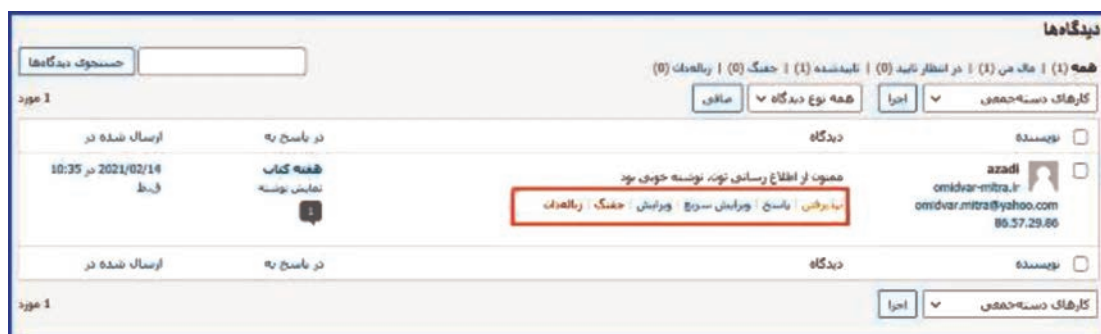 دیدگاه‌ها
همه (1) | مال من (1) | در انتظار تایید (0) | تاییدشده (1) | جفنگ (0) | زباله‌دان (0)
جستجوی دیدگاه‌ها
کارهای دسته‌جمعی
اجرا
همه نوع دیدگاه
صافی
1 مورد
نویسنده
دیدگاه
در پاسخ به
ارسال شده در
azadi
omidvar-mitra.ir
omidvar.mitra@yahoo.com
86.57.29.86
ممنون از اطلاع رسانی تون، نوشته خوبی بود
نپذیرفتن | پاسخ | ویرایش سریع | ویرایش | جفنگ | زباله‌دان
هفته کتاب
نمایش نوشته
1
2021/02/14 در 10:35
ق.ظ
نویسنده
دیدگاه
در پاسخ به
ارسال شده در
کارهای دسته‌جمعی
اجرا
1 مورد